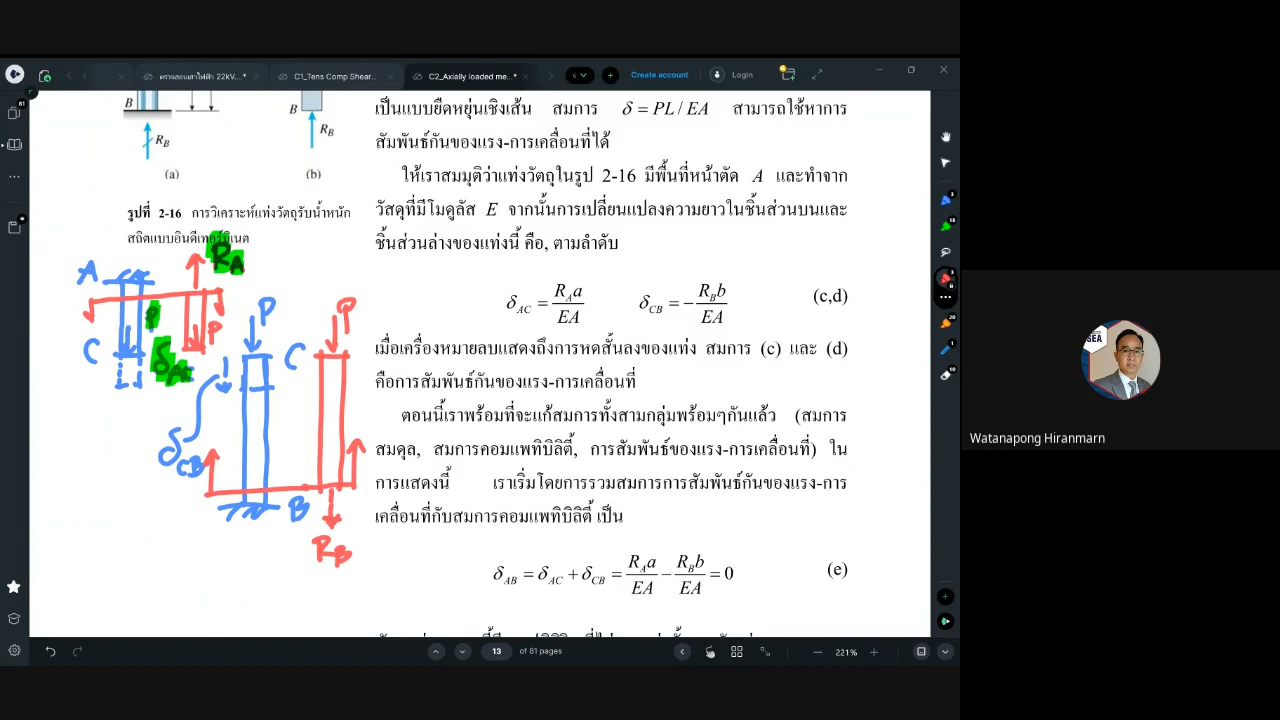 ตรวจสอบเสาไฟฟ้า 22kV...*
C1_Tens Comp Shear...
C2_Axially loaded me...*
6
Create account
Login
81
B
R_B
(a)
B
R_B
(b)
รูปที่ 2-16 การวิเคราะห์แท่งวัตถุรับน้ำหนัก
สถิตแบบอินดีเทอร์มิเนต
R_A
A
P
P
C
δ_AC
P
P
C
δ_CB
B
R_B
เป็นแบบยืดหยุ่นเชิงเส้น สมการ δ = PL / EA สามารถใช้หาการ
สัมพันธ์กันของแรง-การเคลื่อนที่ได้
ให้เราสมมุติว่าแท่งวัตถุในรูป 2-16 มีพื้นที่หน้าตัด A และทำจาก
วัสดุที่มีโมดูลัส E จากนั้นการเปลี่ยนแปลงความยาวในชิ้นส่วนบนและ
ชิ้นส่วนล่างของแท่งนี้ คือ, ตามลำดับ
δ_AC = R_A a / EA δ_CB = − R_B b / EA (c,d)
เมื่อเครื่องหมายลบแสดงถึงการหดสั้นลงของแท่ง สมการ (c) และ (d)
คือการสัมพันธ์กันของแรง-การเคลื่อนที่
ตอนนี้เราพร้อมที่จะแก้สมการทั้งสามกลุ่มพร้อมๆกันแล้ว (สมการ
สมดุล, สมการคอมแพทิบิลิตี้, การสัมพันธ์ของแรง-การเคลื่อนที่) ใน
การแสดงนี้ เราเริ่มโดยการรวมสมการการสัมพันธ์กันของแรง-การ
เคลื่อนที่กับสมการคอมแพทิบิลิตี้ เป็น
δ_AB = δ_AC + δ_CB = R_A a / EA − R_B b / EA = 0 (e)
13 of 81 pages
221%
SEA
Watanapong Hiranmarn